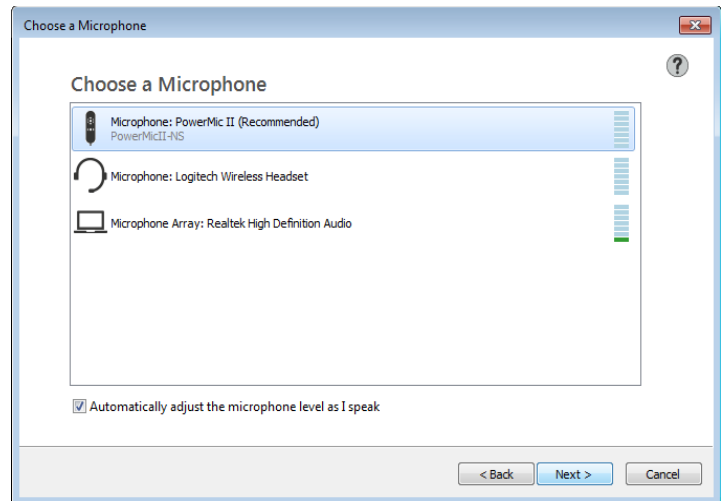 Choose a Microphone
?
Choose a Microphone
Microphone: PowerMic II (Recommended)
PowerMicII-NS
Microphone: Logitech Wireless Headset
Microphone Array: Realtek High Definition Audio
Automatically adjust the microphone level as I speak
< Back Next > Cancel